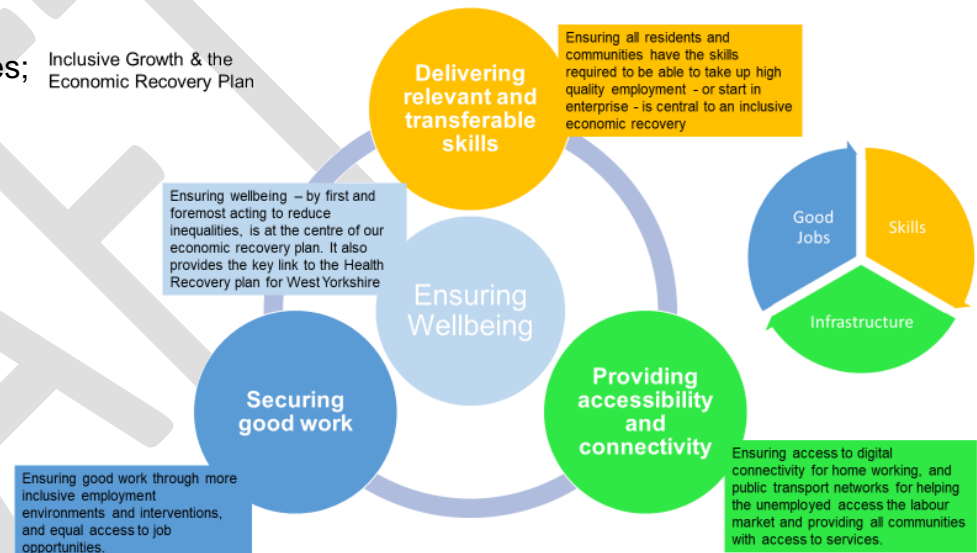 es;
Inclusive Growth & the
Economic Recovery Plan
Delivering
relevant and
transferable
skills
Ensuring all residents and
communities have the skills
required to be able to take up high
quality employment - or start in
enterprise - is central to an inclusive
economic recovery
Ensuring wellbeing – by first and
foremost acting to reduce
inequalities, is at the centre of our
economic recovery plan. It also
provides the key link to the Health
Recovery plan for West Yorkshire
Ensuring
Wellbeing
Good
Jobs
Skills
Infrastructure
Securing
good work
Providing
accessibility
and
connectivity
Ensuring good work through more
inclusive employment
environments and interventions,
and equal access to job
opportunities.
Ensuring access to digital
connectivity for home working, and
public transport networks for helping
the unemployed access the labour
market and providing all communities
with access to services.